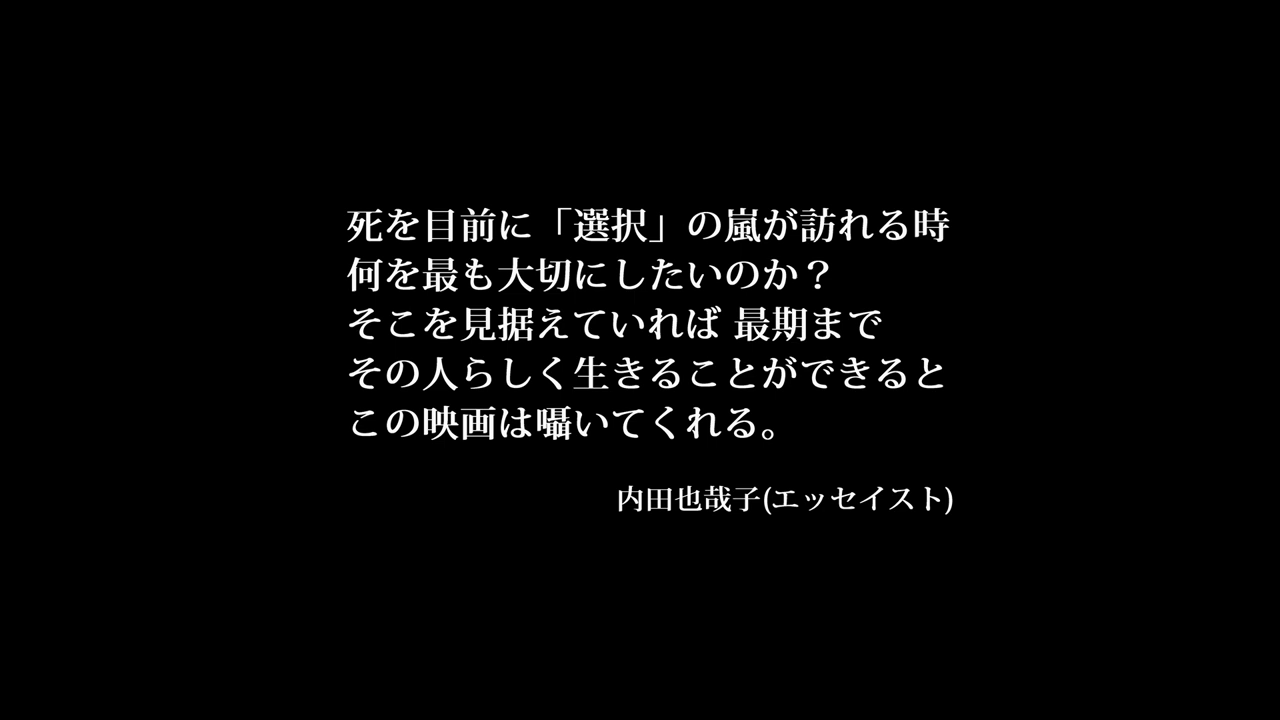 死を目前に「選択」の嵐が訪れる時
何を最も大切にしたいのか？
そこを見据えていれば 最期まで
その人らしく生きることができると
この映画は囁いてくれる。
内田也哉子(エッセイスト)